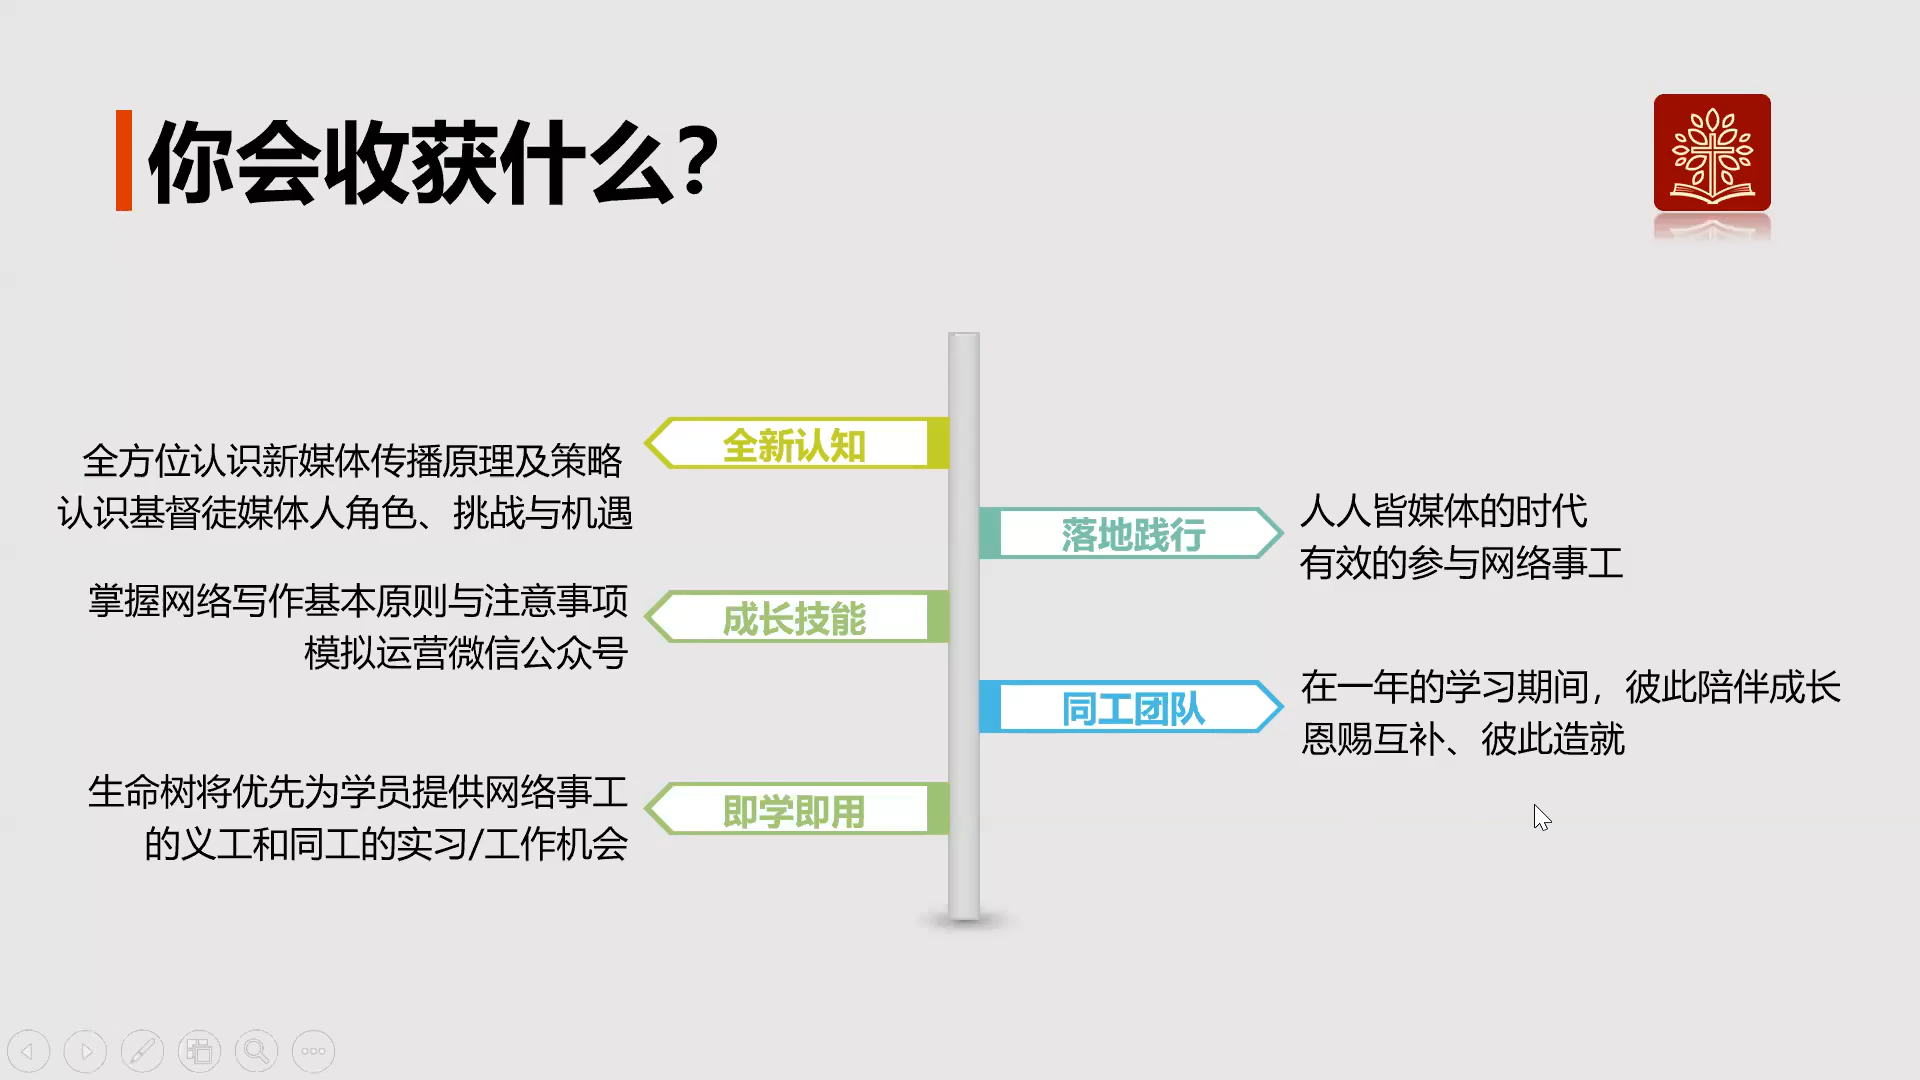 你会收获什么?
全新认知
全方位认识新媒体传播原理及策略
认识基督徒媒体人角色、挑战与机遇
落地践行
人人皆媒体的时代
有效的参与网络事工
成长技能
掌握网络写作基本原则与注意事项
模拟运营微信公众号
同工团队
在一年的学习期间，彼此陪伴成长
恩赐互补、彼此造就
即学即用
生命树将优先为学员提供网络事工
的义工和同工的实习/工作机会